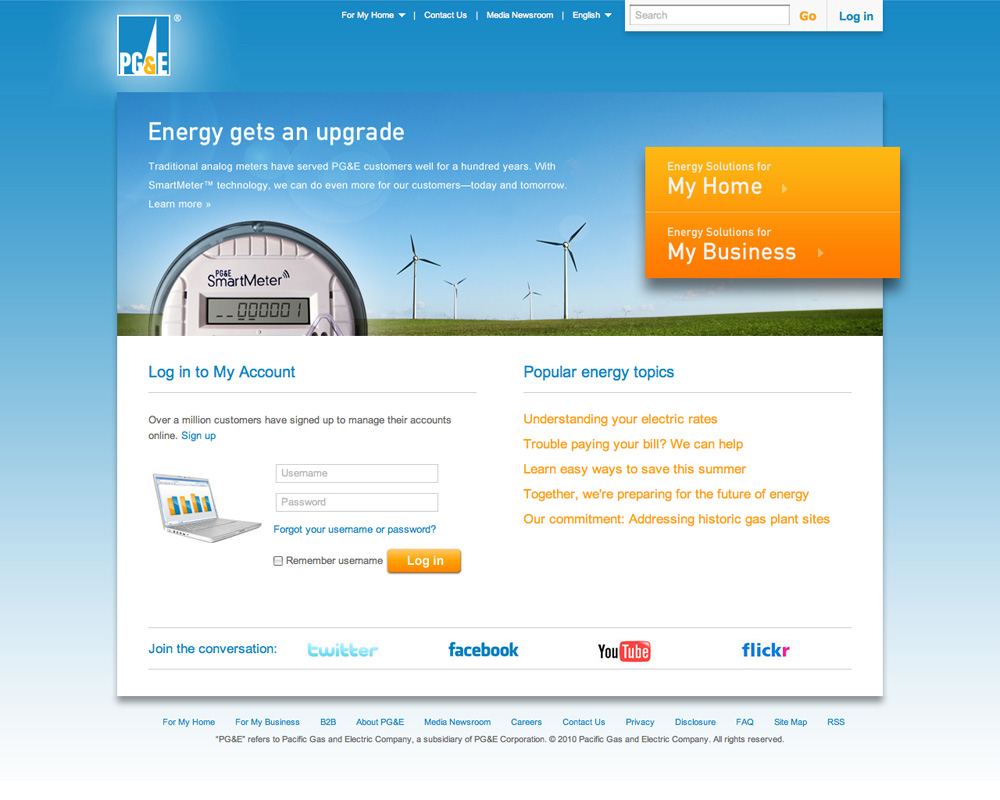 For My Home | Contact Us | Media Newsroom | English
Search
Go
Log in
PG&E®
Energy gets an upgrade
Traditional analog meters have served PG&E customers well for a hundred years. With
SmartMeter™ technology, we can do even more for our customers—today and tomorrow.
Learn more »
Energy Solutions for
My Home
Energy Solutions for
My Business
PG&E
SmartMeter
_ _ 000001
Log in to My Account
Over a million customers have signed up to manage their accounts
online. Sign up
Username
Password
Forgot your username or password?
Remember username
Log in
Popular energy topics
Understanding your electric rates
Trouble paying your bill? We can help
Learn easy ways to save this summer
Together, we're preparing for the future of energy
Our commitment: Addressing historic gas plant sites
Join the conversation: twitter facebook YouTube flickr
For My Home For My Business B2B About PG&E Media Newsroom Careers Contact Us Privacy Disclosure FAQ Site Map RSS
"PG&E" refers to Pacific Gas and Electric Company, a subsidiary of PG&E Corporation. © 2010 Pacific Gas and Electric Company. All rights reserved.